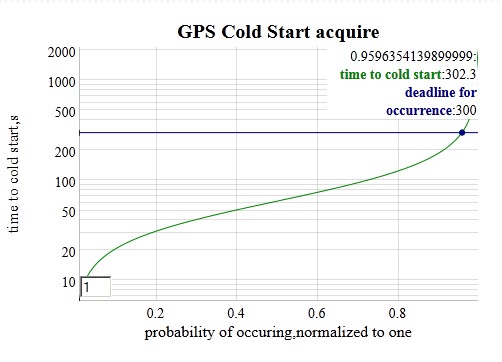 GPS Cold Start acquire
0.9596354139899999:
time to cold start:302.3
deadline for
occurrence:300
time to cold start,s
2000
1000
500
200
100
50
20
10
1
0.2 0.4 0.6 0.8
probability of occuring,normalized to one